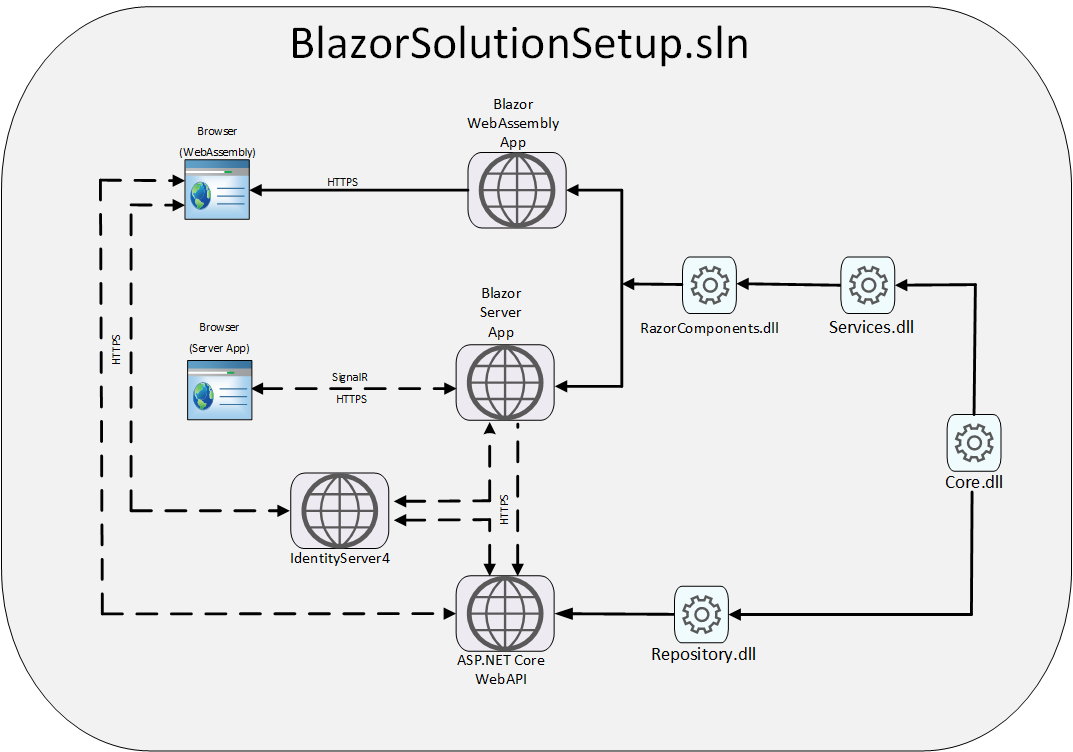 BlazorSolutionSetup.sln
Blazor
WebAssembly
App
Browser
(WebAssembly)
HTTPS
Blazor
Server
App
RazorComponents.dll
Services.dll
Browser
(Server App)
HTTPS
SignalR
HTTPS
Core.dll
HTTPS
IdentityServer4
ASP.NET Core
WebAPI
Repository.dll